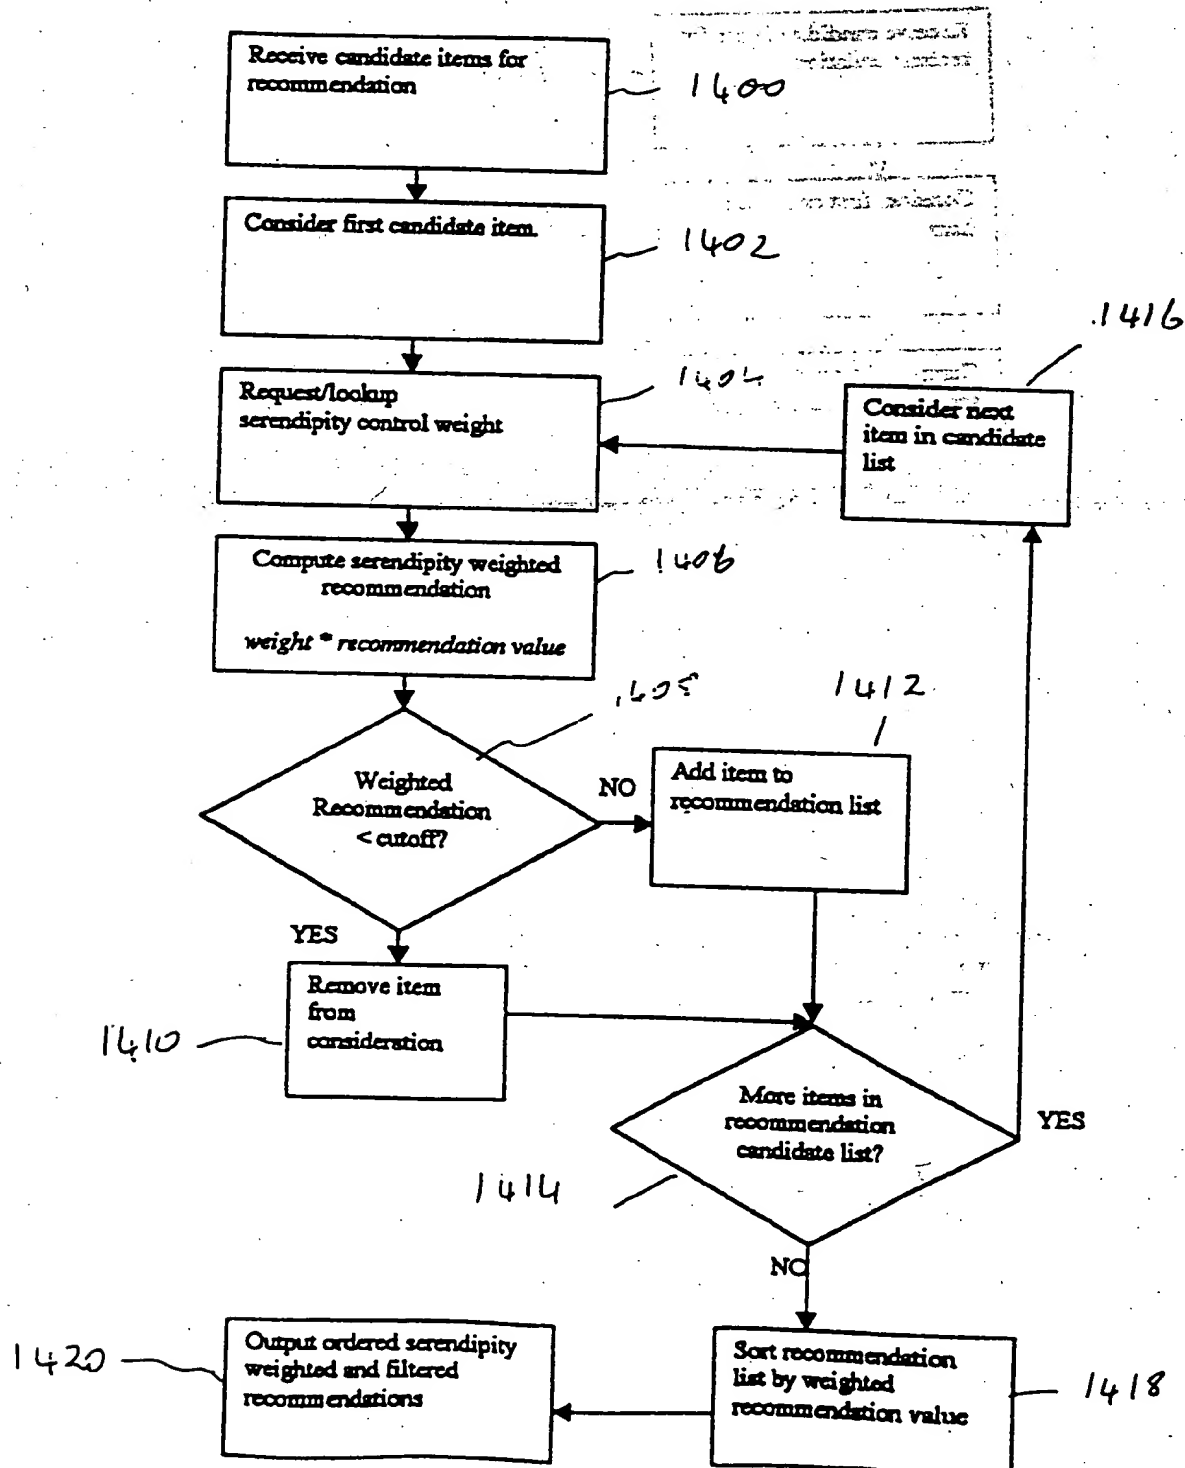 Receive candidate items for
recommendation
1400
Consider first candidate item.
1402
Request/lookup
serendipity control weight
1404
Consider next
item in candidate
list
1416
Compute serendipity weighted
recommendation
weight * recommendation value
1406
Weighted
Recommendation
< cutoff?
NO
Add item to
recommendation list
1412
YES
Remove item
from
consideration
1410
More items in
recommendation
candidate list?
YES
1414
NO
Sort recommendation
list by weighted
recommendation value
1418
Output ordered serendipity
weighted and filtered
recommendations
1420